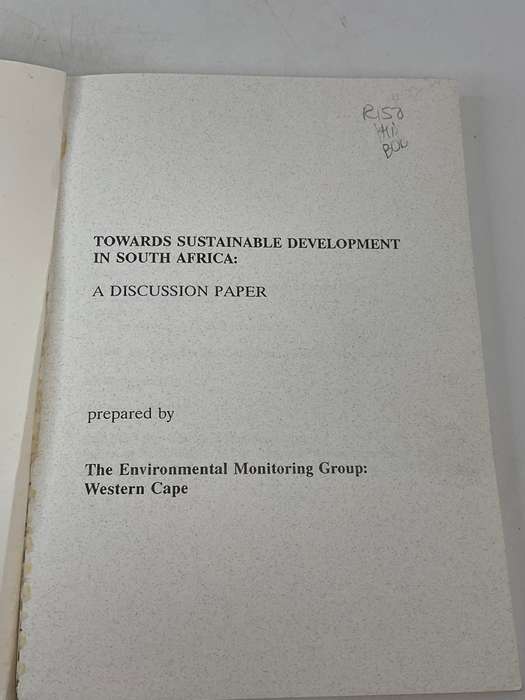 R150
TOWARDS SUSTAINABLE DEVELOPMENT
IN SOUTH AFRICA:
A DISCUSSION PAPER
prepared by
The Environmental Monitoring Group:
Western Cape